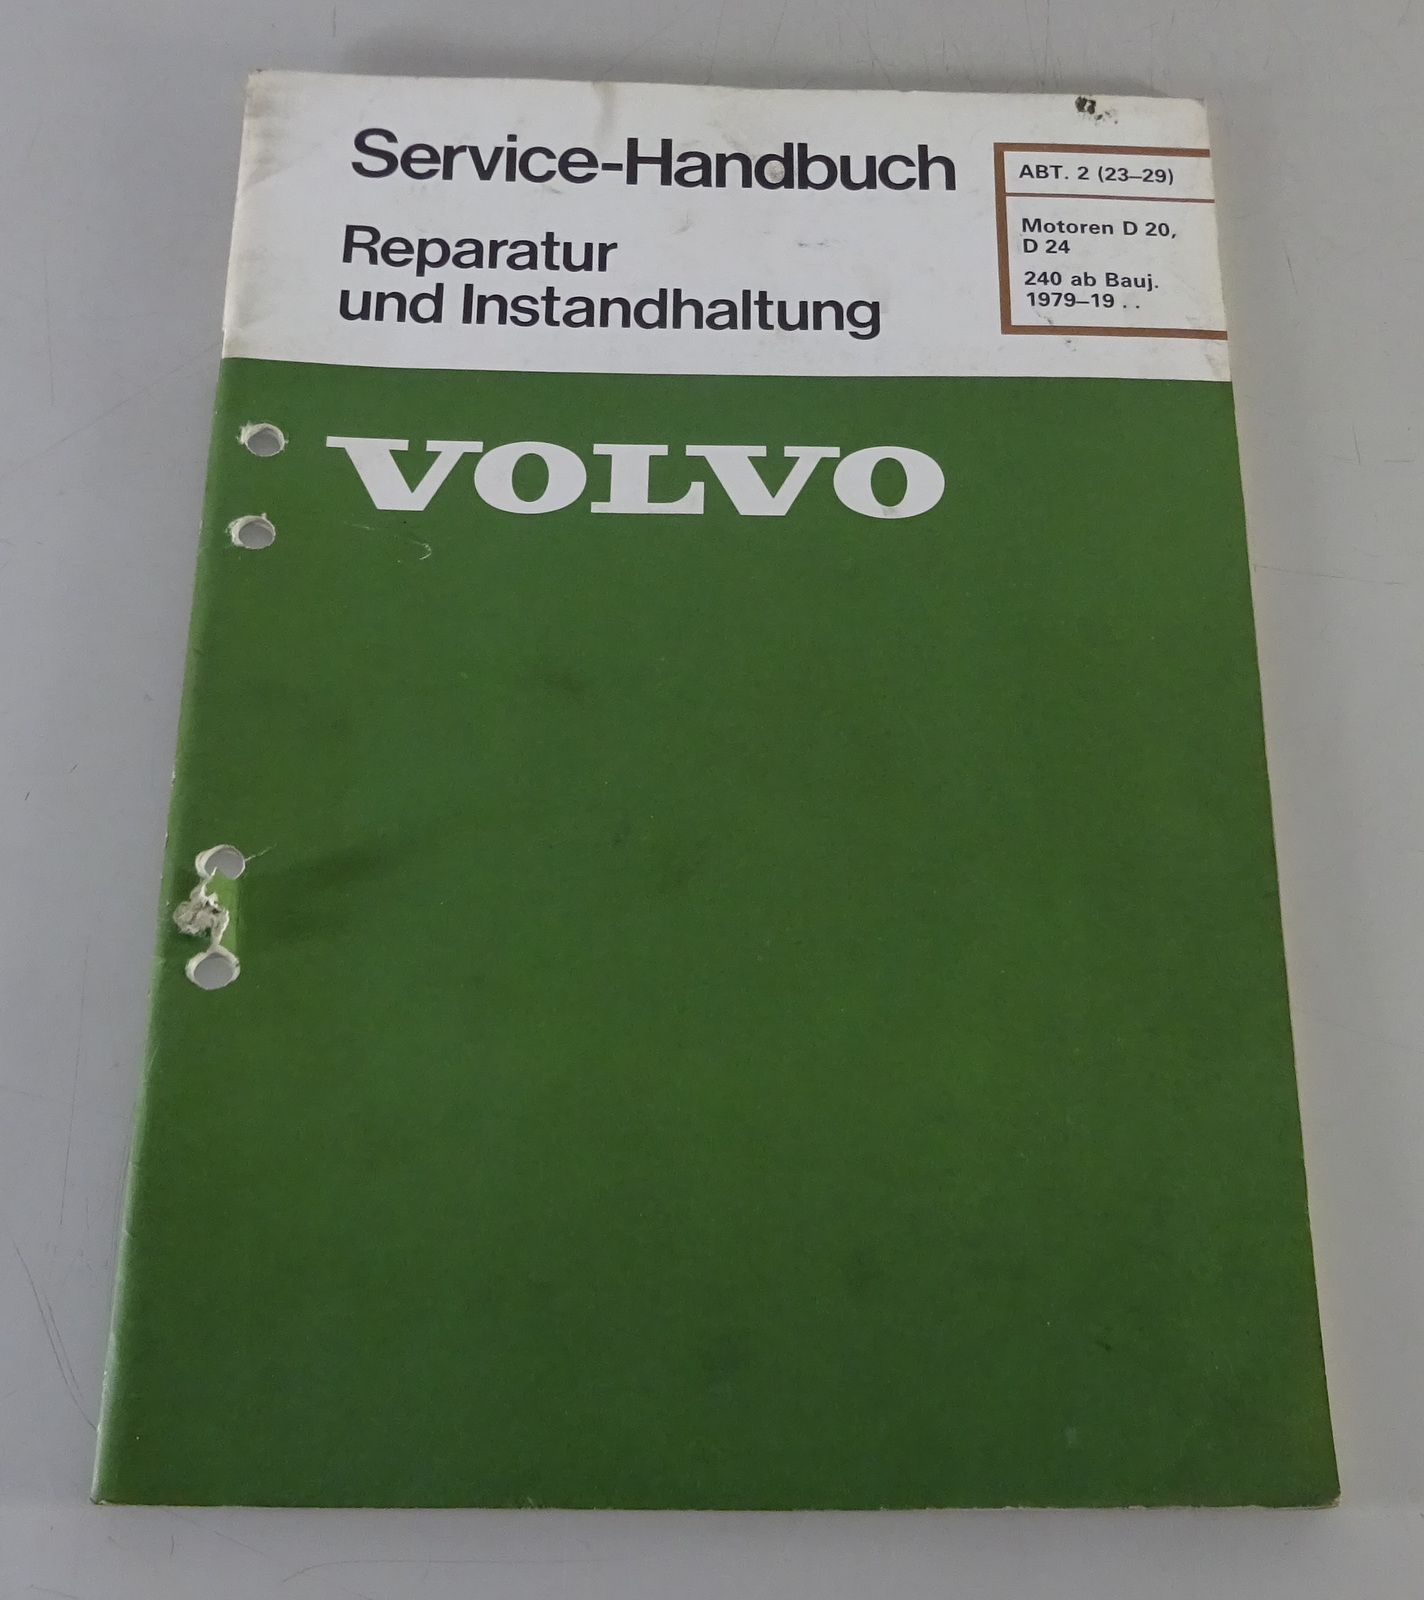 Service-Handbuch
Reparatur
und Instandhaltung
ABT. 2 (23–29)
Motoren D 20,
D 24
240 ab Bauj.
1979–19 . .
VOLVO